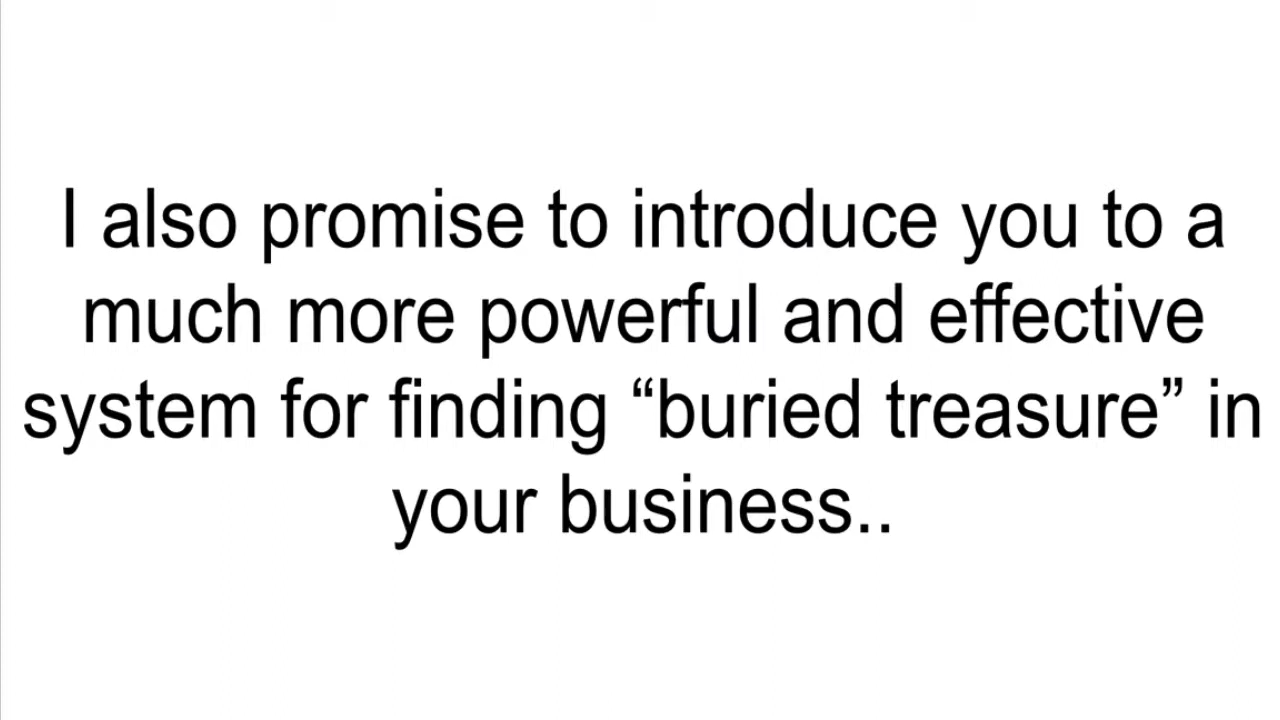 I also promise to introduce you to a
much more powerful and effective
system for finding “buried treasure” in
your business..